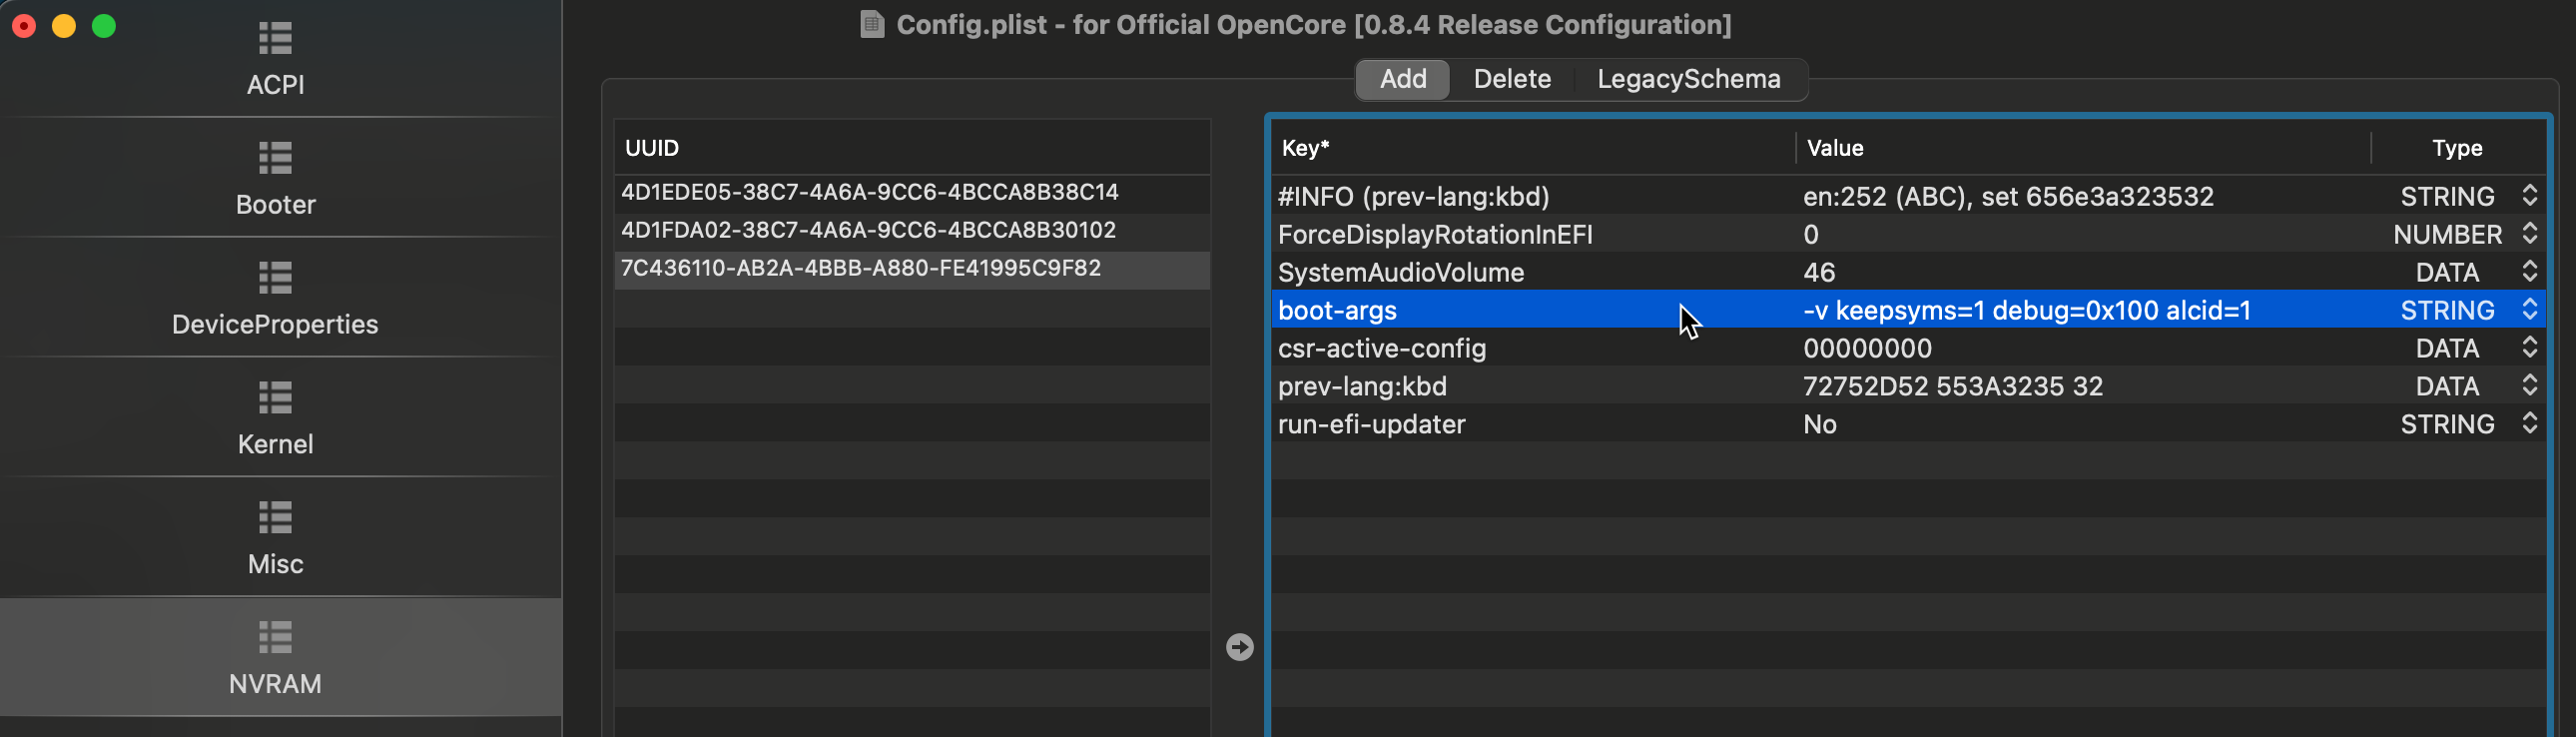 Config.plist - for Official OpenCore [0.8.4 Release Configuration]
ACPI
Booter
DeviceProperties
Kernel
Misc
NVRAM
Add Delete LegacySchema
UUID
4D1EDE05-38C7-4A6A-9CC6-4BCCA8B38C14
4D1FDA02-38C7-4A6A-9CC6-4BCCA8B30102
7C436110-AB2A-4BBB-A880-FE41995C9F82
Key* Value Type
#INFO (prev-lang:kbd) en:252 (ABC), set 656e3a323532 STRING
ForceDisplayRotationInEFI 0 NUMBER
SystemAudioVolume 46 DATA
boot-args -v keepsyms=1 debug=0x100 alcid=1 STRING
csr-active-config 00000000 DATA
prev-lang:kbd 72752D52 553A3235 32 DATA
run-efi-updater No STRING